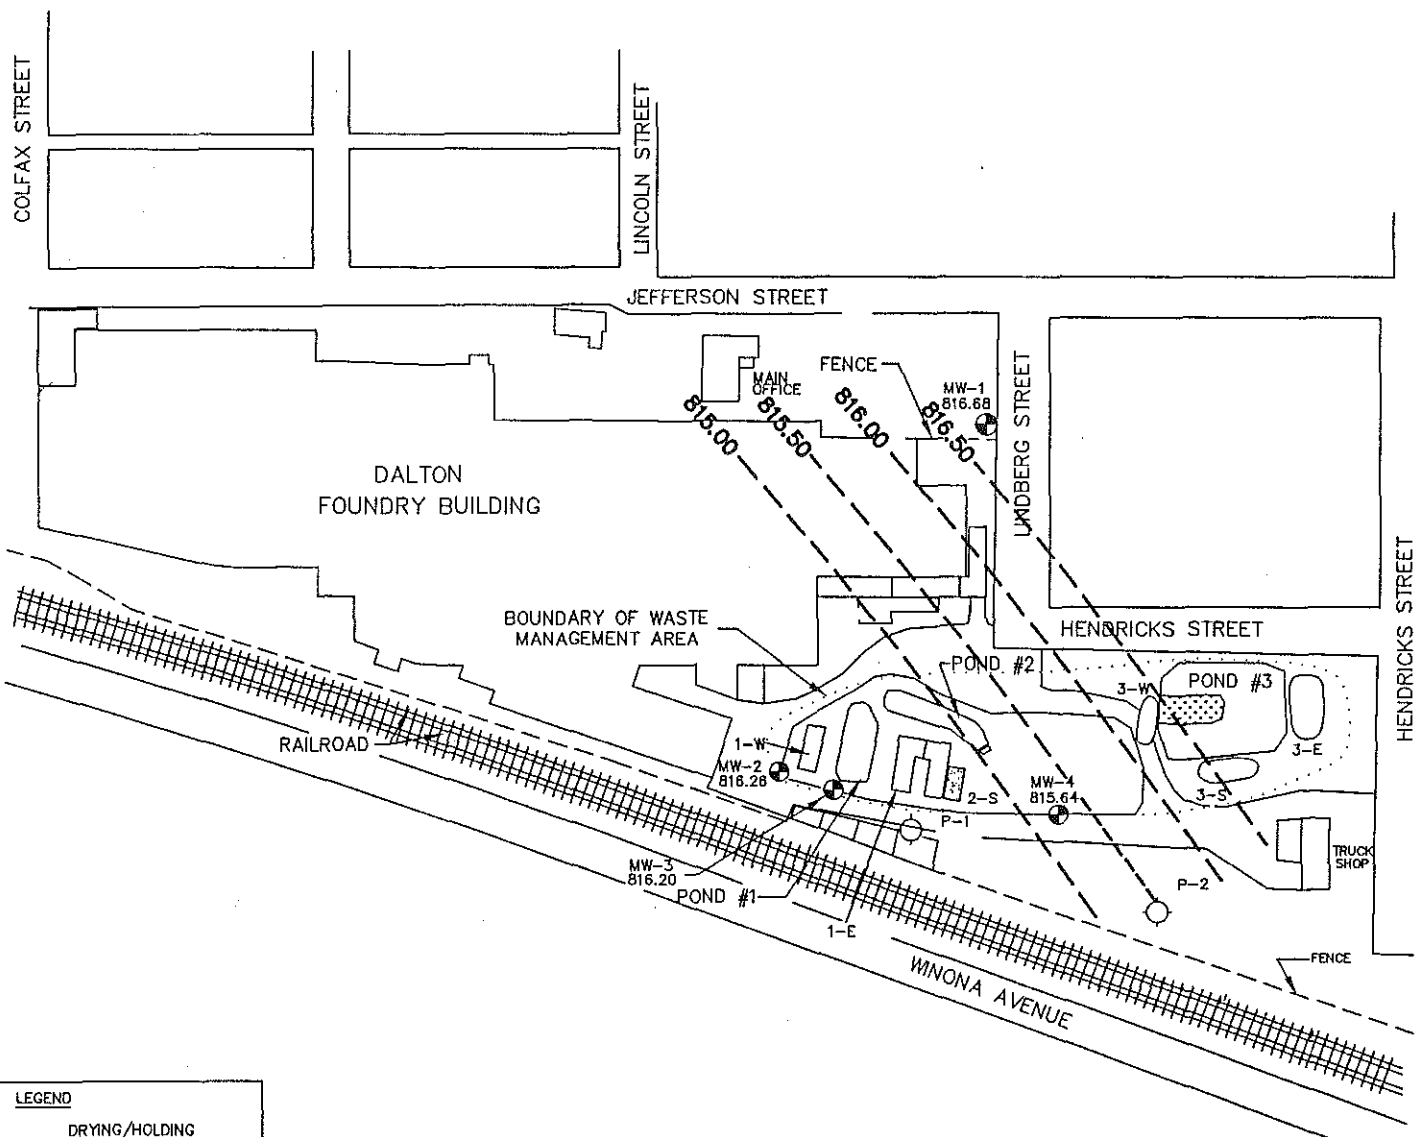 COLFAX STREET
LINCOLN STREET
JEFFERSON STREET
MAIN
OFFICE
FENCE
MW-1
816.68
LINDBERG STREET
815.00
815.50
816.00
816.50
DALTON
FOUNDRY BUILDING
HENDRICKS STREET
BOUNDARY OF WASTE
MANAGEMENT AREA
HENDRICKS STREET
POND #2
3-W
POND #3
3-E
3-S
RAILROAD
1-W
MW-2
816.26
MW-4
815.64
2-S
P-1
MW-3
816.20
POND #1
1-E
TRUCK
SHOP
P-2
FENCE
WINONA AVENUE
LEGEND
DRYING/HOLDING